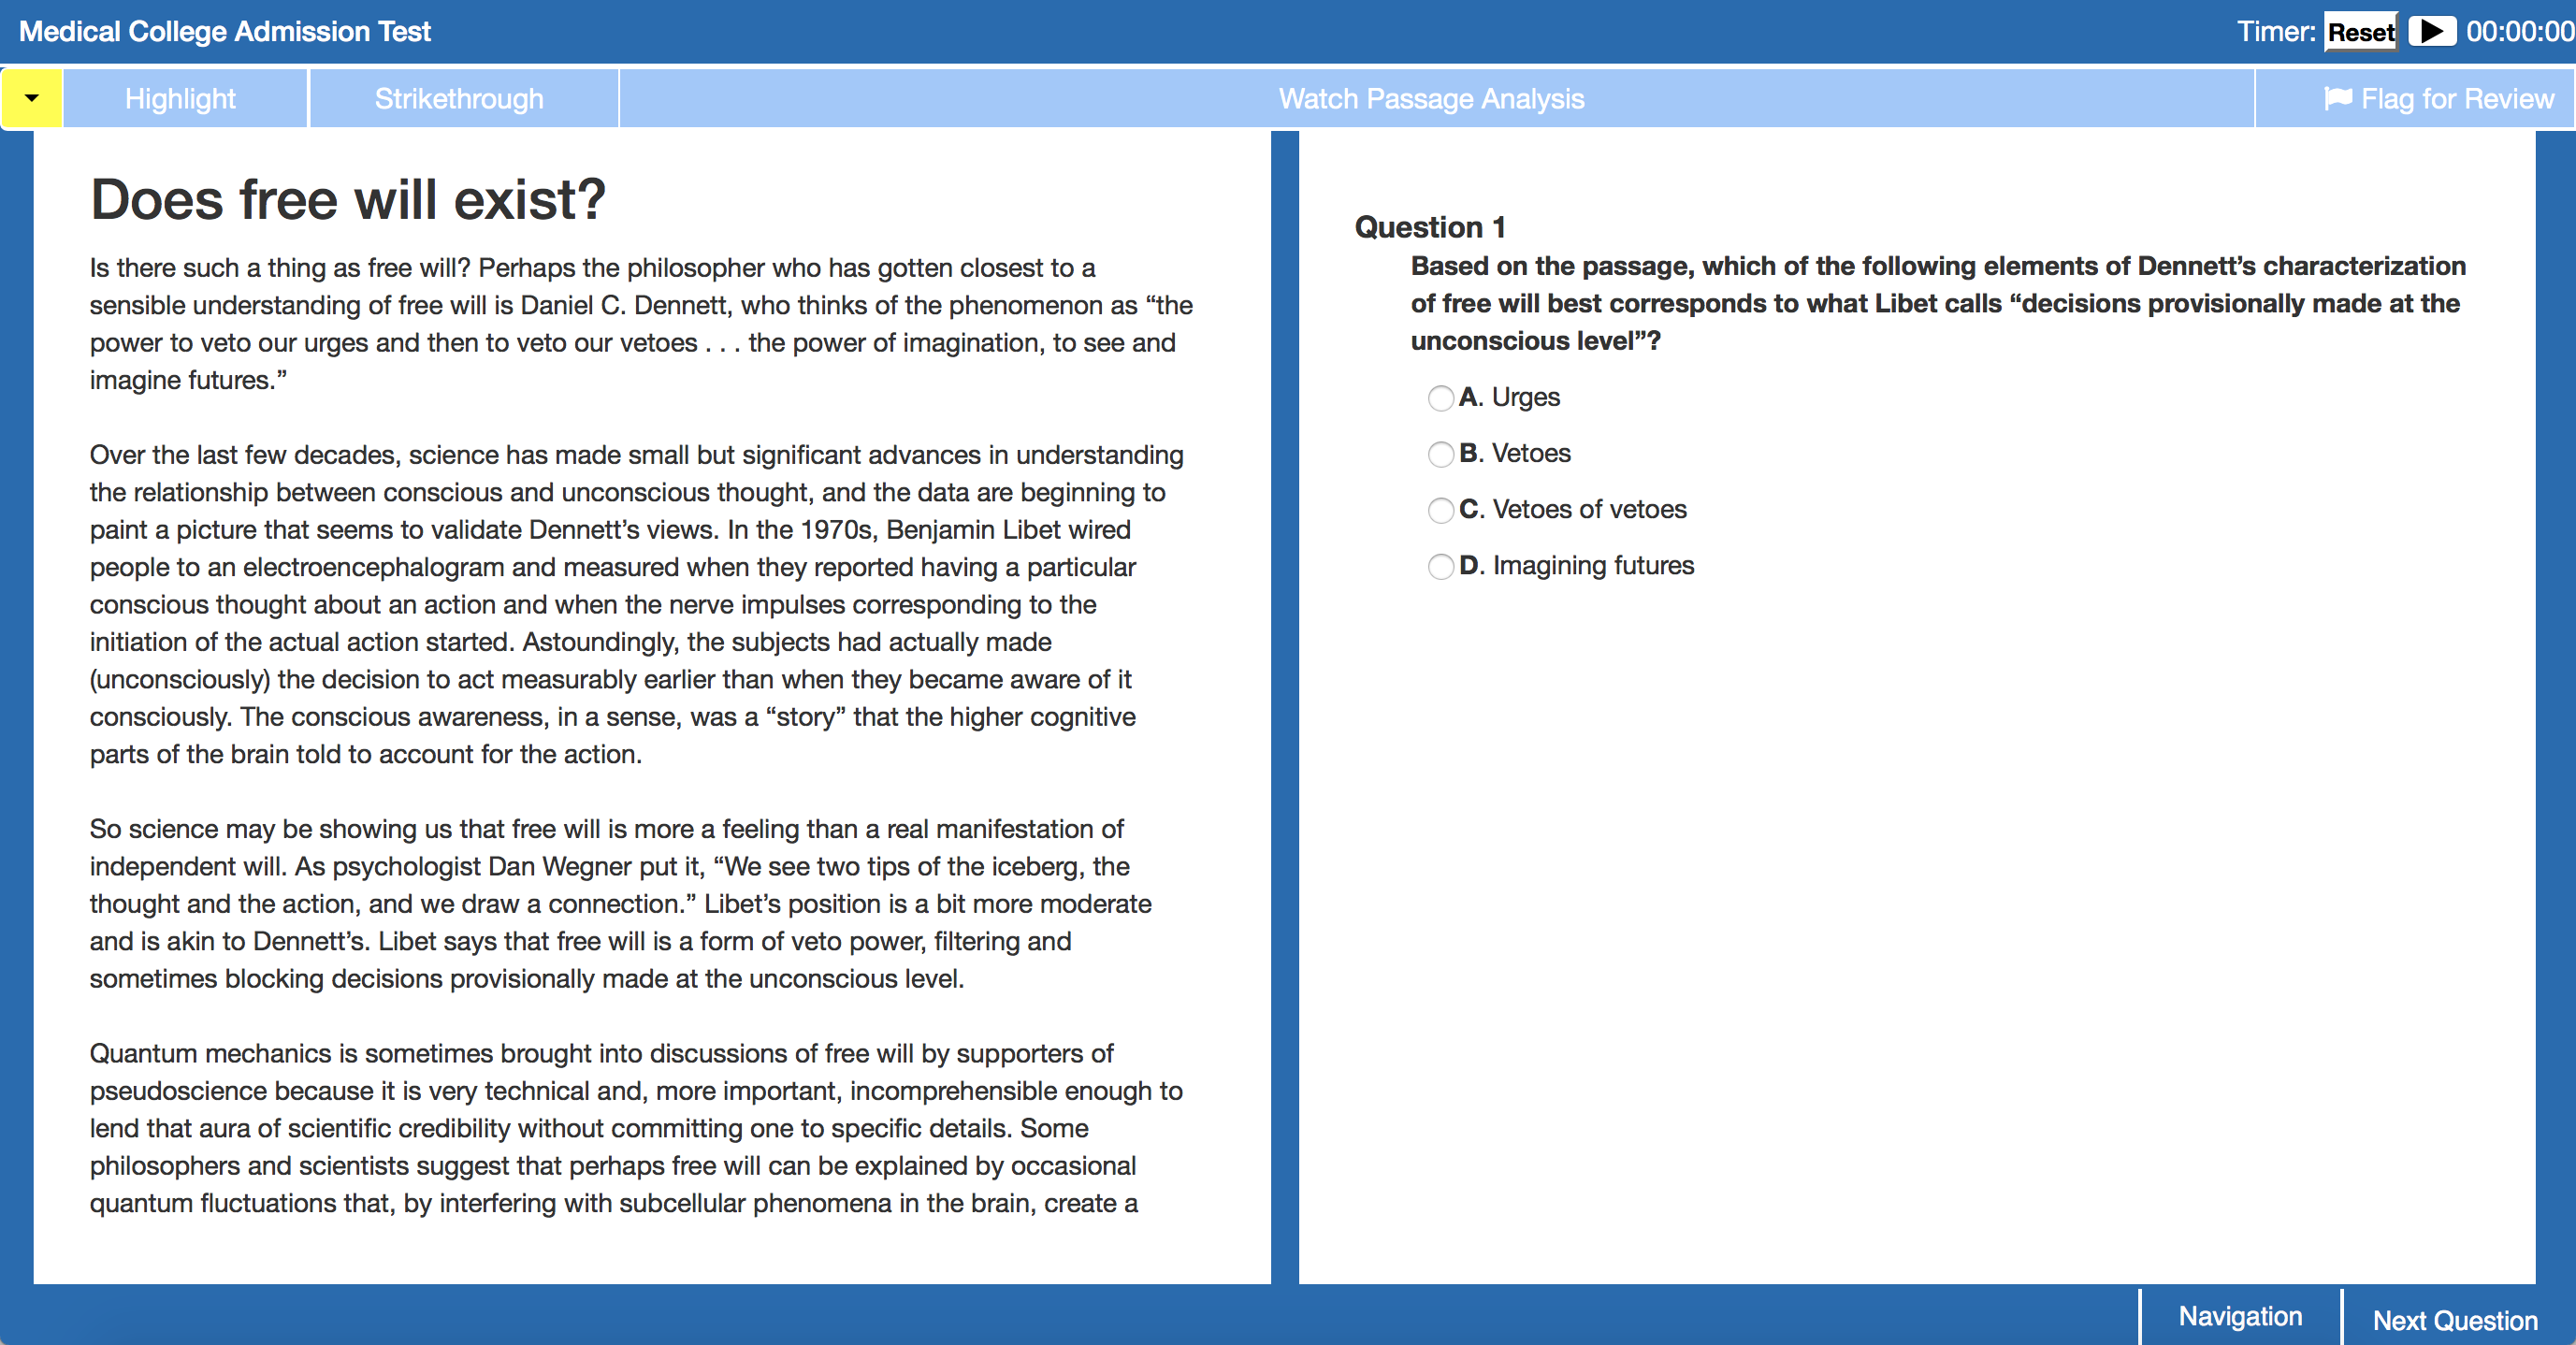 Medical College Admission Test
Timer: Reset 00:00:00
Highlight
Strikethrough
Watch Passage Analysis
Flag for Review
Does free will exist?
Is there such a thing as free will? Perhaps the philosopher who has gotten closest to a
sensible understanding of free will is Daniel C. Dennett, who thinks of the phenomenon as “the
power to veto our urges and then to veto our vetoes . . . the power of imagination, to see and
imagine futures.”
Over the last few decades, science has made small but significant advances in understanding
the relationship between conscious and unconscious thought, and the data are beginning to
paint a picture that seems to validate Dennett’s views. In the 1970s, Benjamin Libet wired
people to an electroencephalogram and measured when they reported having a particular
conscious thought about an action and when the nerve impulses corresponding to the
initiation of the actual action started. Astoundingly, the subjects had actually made
(unconsciously) the decision to act measurably earlier than when they became aware of it
consciously. The conscious awareness, in a sense, was a “story” that the higher cognitive
parts of the brain told to account for the action.
So science may be showing us that free will is more a feeling than a real manifestation of
independent will. As psychologist Dan Wegner put it, “We see two tips of the iceberg, the
thought and the action, and we draw a connection.” Libet’s position is a bit more moderate
and is akin to Dennett’s. Libet says that free will is a form of veto power, filtering and
sometimes blocking decisions provisionally made at the unconscious level.
Quantum mechanics is sometimes brought into discussions of free will by supporters of
pseudoscience because it is very technical and, more important, incomprehensible enough to
lend that aura of scientific credibility without committing one to specific details. Some
philosophers and scientists suggest that perhaps free will can be explained by occasional
quantum fluctuations that, by interfering with subcellular phenomena in the brain, create a
Question 1
Based on the passage, which of the following elements of Dennett’s characterization
of free will best corresponds to what Libet calls “decisions provisionally made at the
unconscious level”?
A. Urges
B. Vetoes
C. Vetoes of vetoes
D. Imagining futures
Navigation
Next Question